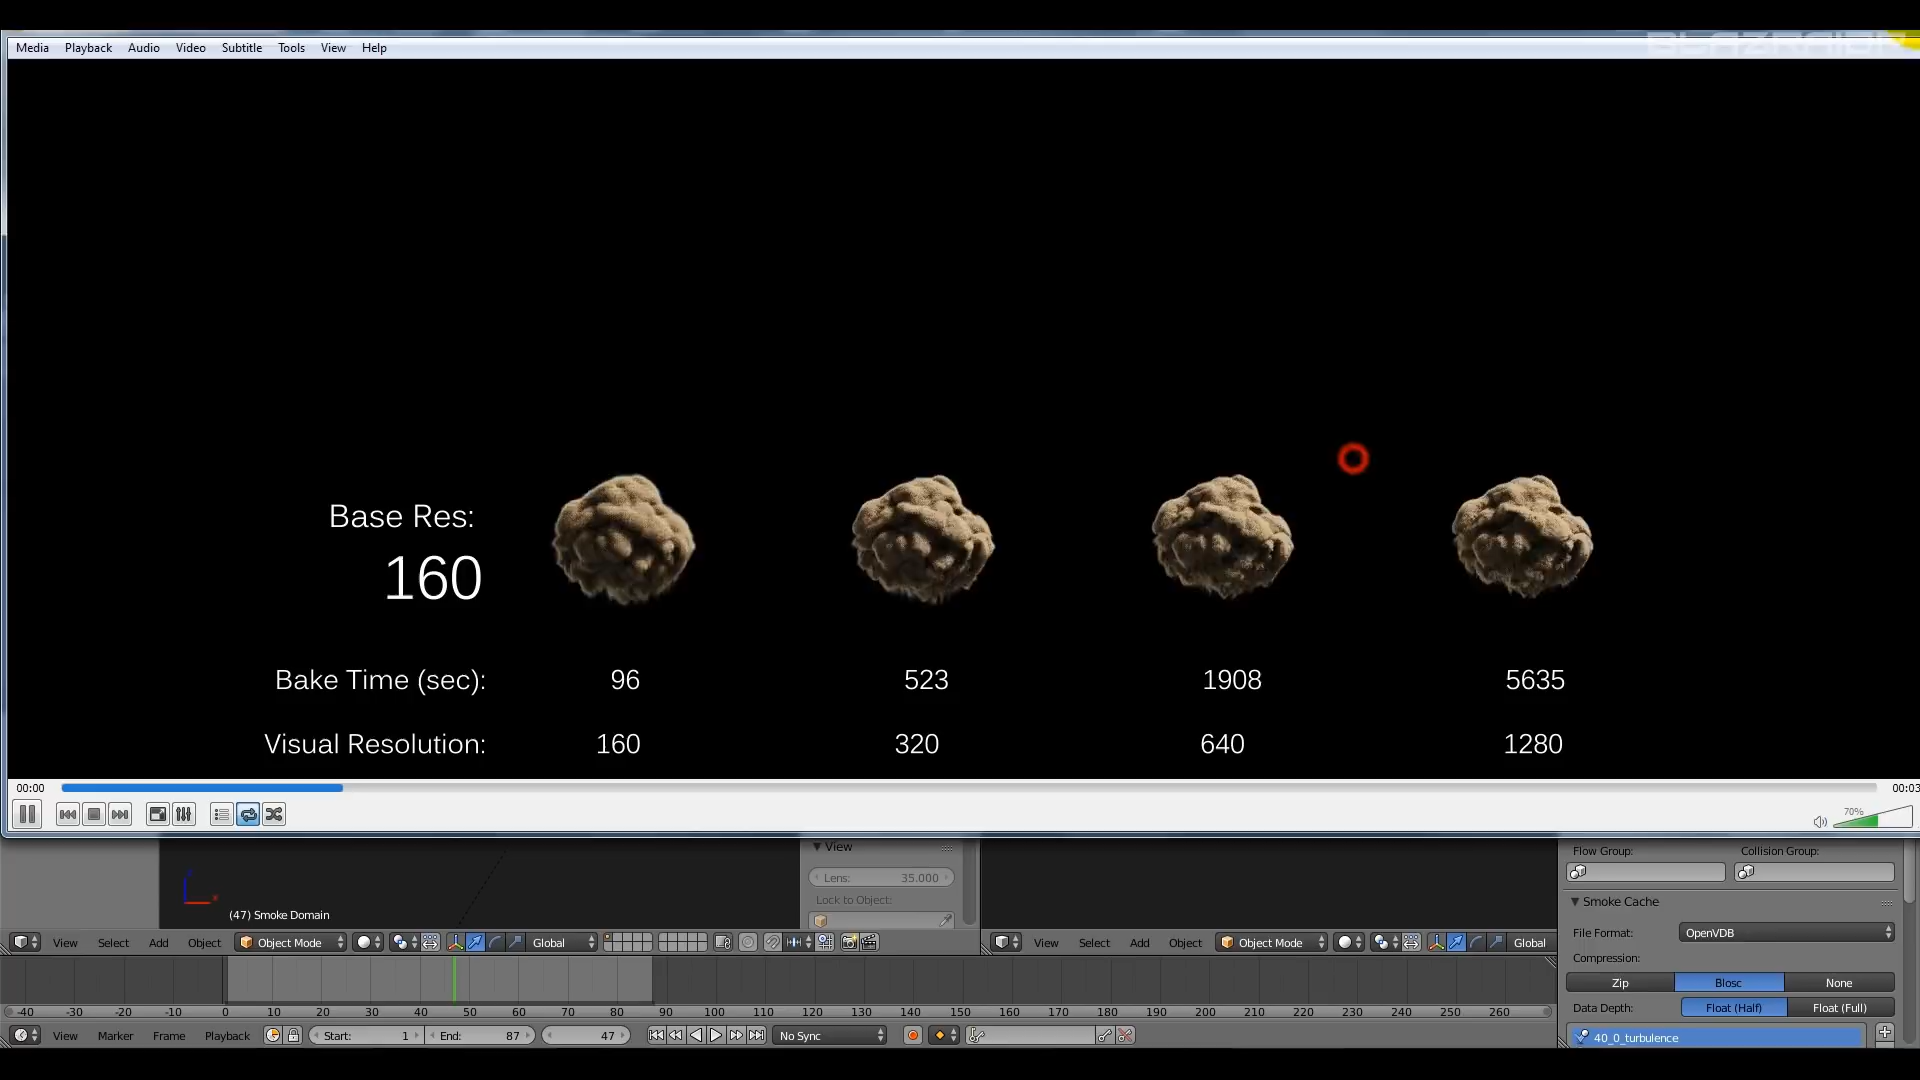 Media Playback Audio Video Subtitle Tools View Help
Base Res:
160
Bake Time (sec): 96 523 1908 5635
Visual Resolution: 160 320 640 1280
00:00 00:03
70%
View
Lens: 35.000
Lock to Object:
(47) Smoke Domain
Flow Group: Collision Group:
Smoke Cache
File Format: OpenVDB
Compression:
Zip Blosc None
Data Depth: Float (Half) Float (Full)
40_0_turbulence
View Select Add Object Object Mode Global View Select Add Object Object Mode Global
-40 -30 -20 -10 0 10 20 30 40 50 60 70 80 90 100 110 120 130 140 150 160 170 180 190 200 210 220 230 240 250 260
View Marker Frame Playback Start: 1 End: 87 47 No Sync